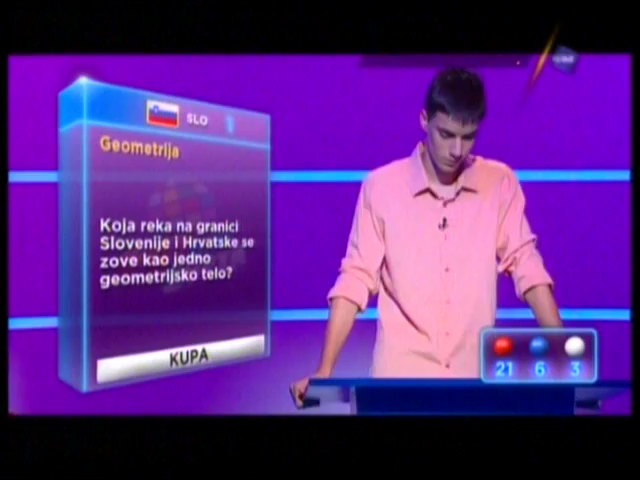 SLO
Geometrija
Koja reka na granici
Slovenije i Hrvatske se
zove kao jedno
geometrijsko telo?
KUPA
21 6 3